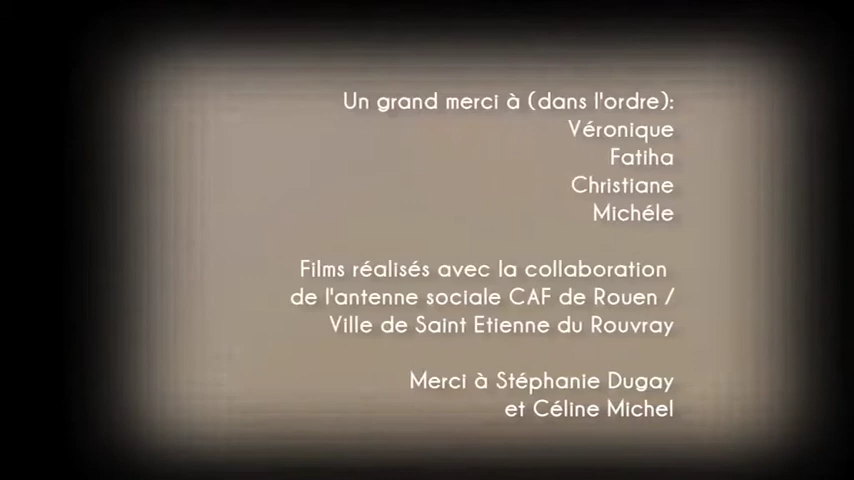 Un grand merci à (dans l'ordre):
Véronique
Fatiha
Christiane
Michéle
Films réalisés avec la collaboration
de l'antenne sociale CAF de Rouen /
Ville de Saint Etienne du Rouvray
Merci à Stéphanie Dugay
et Céline Michel